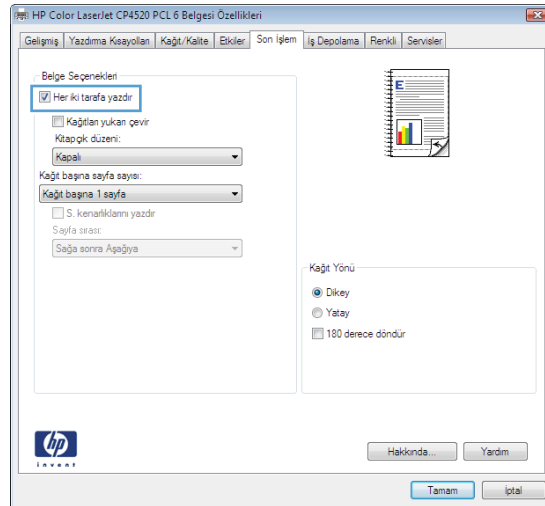 HP Color LaserJet CP4520 PCL 6 Belgesi Özellikleri
Gelişmiş Yazdırma Kısayolları Kağıt/Kalite Etkiler Son İşlem İş Depolama Renkli Servisler
Belge Seçenekleri
Her iki tarafa yazdır
Kağıtları yukarı çevir
Kitapçık düzeni:
Kapalı
Kağıt başına sayfa sayısı:
Kağıt başına 1 sayfa
S. kenarlıklarını yazdır
Sayfa sırası:
Sağa sonra Aşağıya
E
Kağıt Yönü
Dikey
Yatay
180 derece döndür
hp
invent
Hakkında... Yardım
Tamam İptal